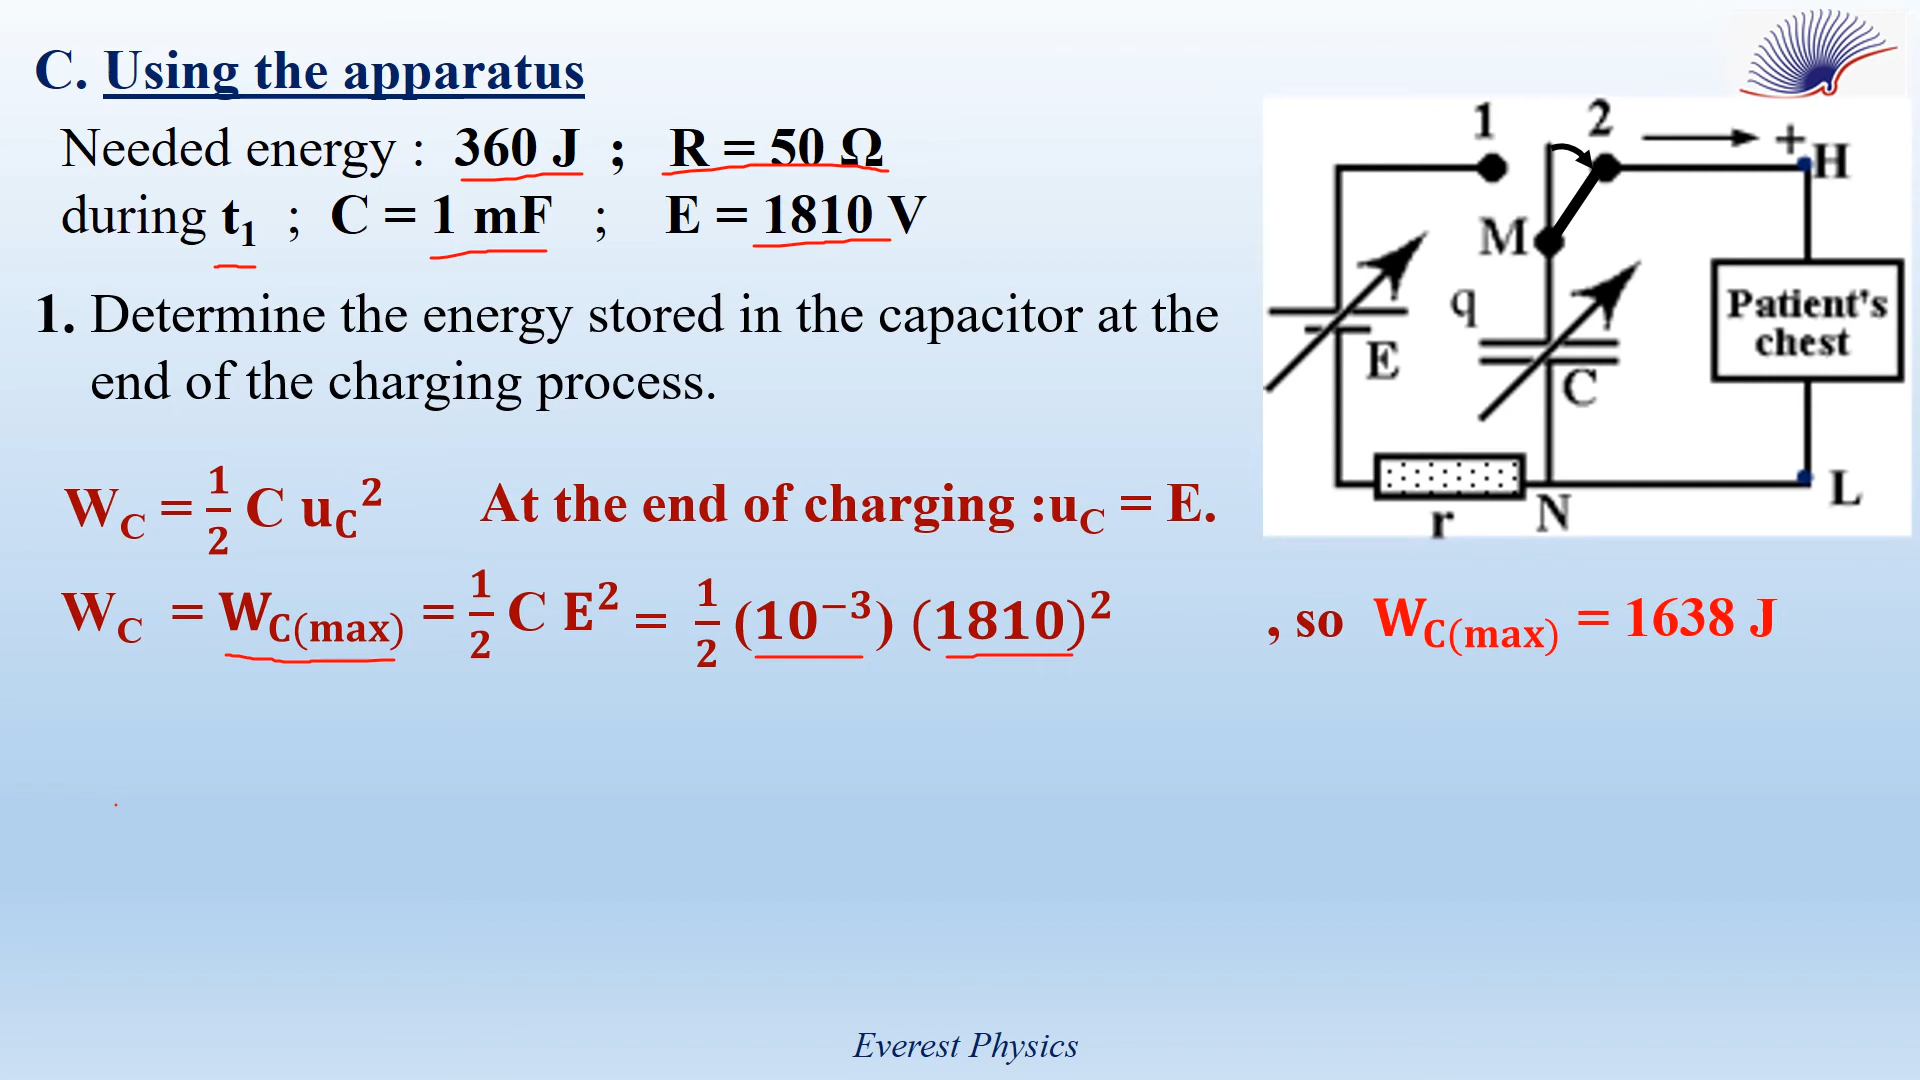 C. Using the apparatus
Needed energy : 360 J ; R = 50 Ω
during t₁ ; C = 1 mF ; E = 1810 V
1. Determine the energy stored in the capacitor at the
end of the charging process.
W_C = 1/2 C u_C² At the end of charging :u_C = E.
W_C = W_C(max) = 1/2 C E² = 1/2 (10⁻³) (1810)² , so W_C(max) = 1638 J
1 2 + H
M
q
E C
Patient's
chest
r N L
Everest Physics